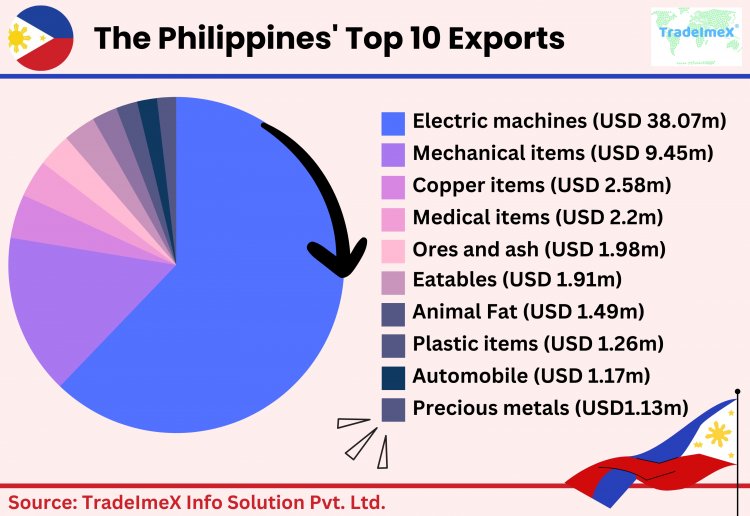 The Philippines' Top 10 Exports
TradeImeX
Electric machines (USD 38.07m)
Mechanical items (USD 9.45m)
Copper items (USD 2.58m)
Medical items (USD 2.2m)
Ores and ash (USD 1.98m)
Eatables (USD 1.91m)
Animal Fat (USD 1.49m)
Plastic items (USD 1.26m)
Automobile (USD 1.17m)
Precious metals (USD1.13m)
Source: TradeImeX Info Solution Pvt. Ltd.